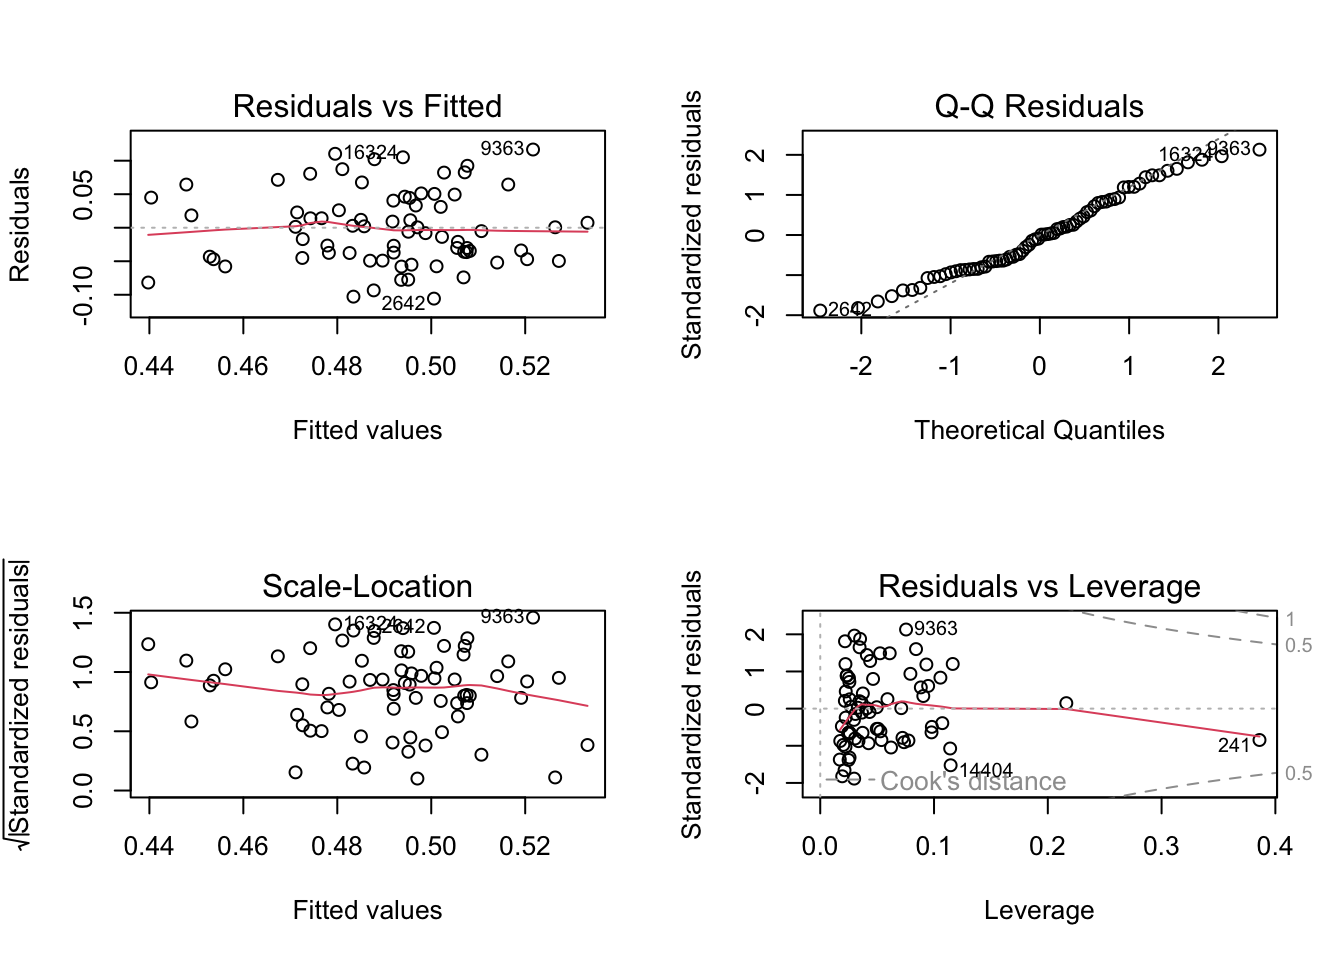 Residuals vs Fitted
Residuals
0.05
-0.10
16324
9363
2642
0.44 0.46 0.48 0.50 0.52
Fitted values
Q-Q Residuals
Standardized residuals
2
1
0
-2
16324
9363
2642
-2 -1 0 1 2
Theoretical Quantiles
Scale-Location
√|Standardized residuals|
1.5
1.0
0.5
0.0
16324
2642
9363
0.44 0.46 0.48 0.50 0.52
Fitted values
Residuals vs Leverage
Standardized residuals
2
1
0
-2
9363
241
14404
Cook's distance
1
0.5
0.5
0.0 0.1 0.2 0.3 0.4
Leverage